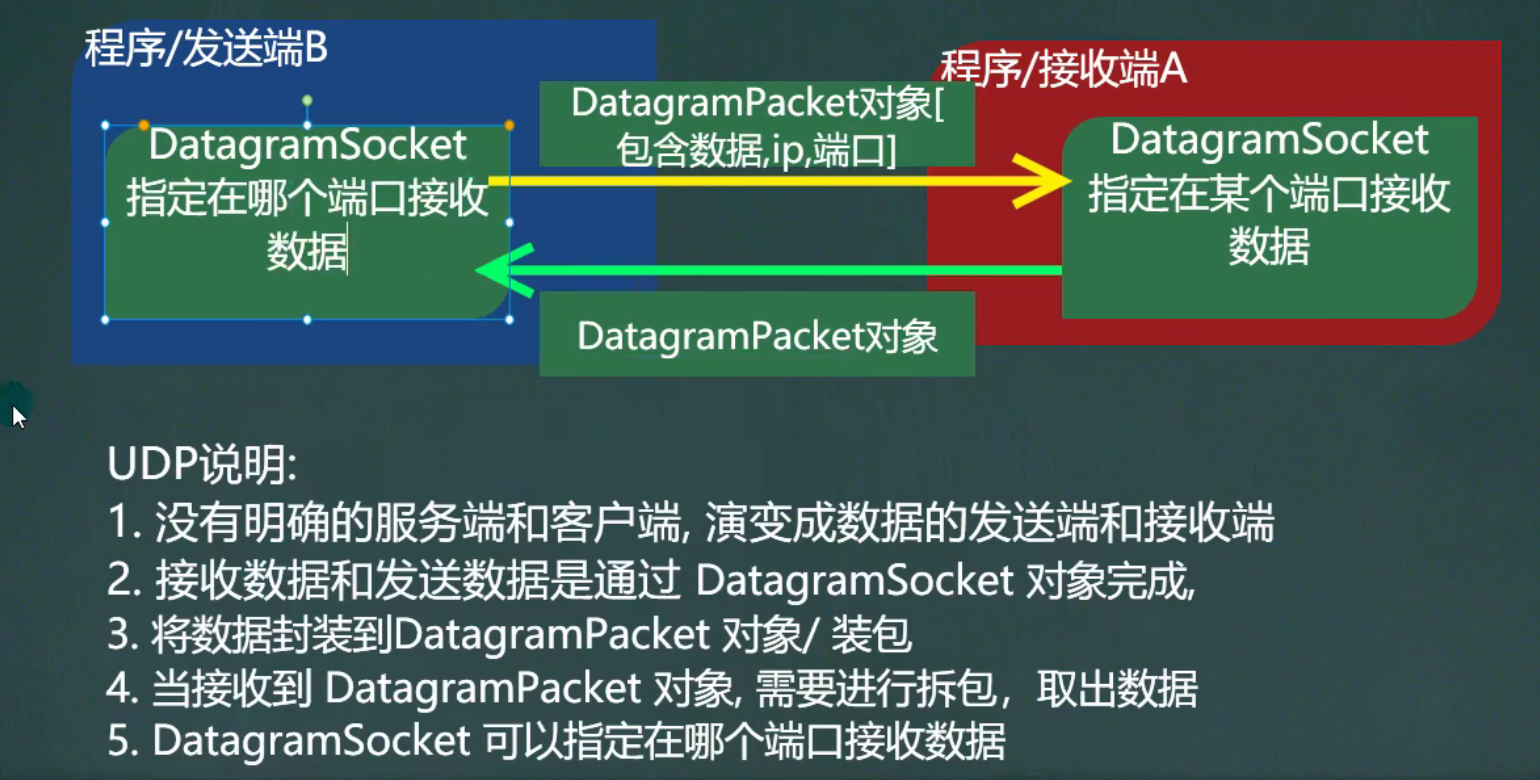 程序/发送端B
DatagramSocket
指定在哪个端口接收
数据
DatagramPacket对象[
包含数据,ip,端口]
DatagramPacket对象
程序/接收端A
DatagramSocket
指定在某个端口接收
数据
UDP说明:
1. 没有明确的服务端和客户端, 演变成数据的发送端和接收端
2. 接收数据和发送数据是通过 DatagramSocket 对象完成,
3. 将数据封装到DatagramPacket 对象/ 装包
4. 当接收到 DatagramPacket 对象, 需要进行拆包，取出数据
5. DatagramSocket 可以指定在哪个端口接收数据